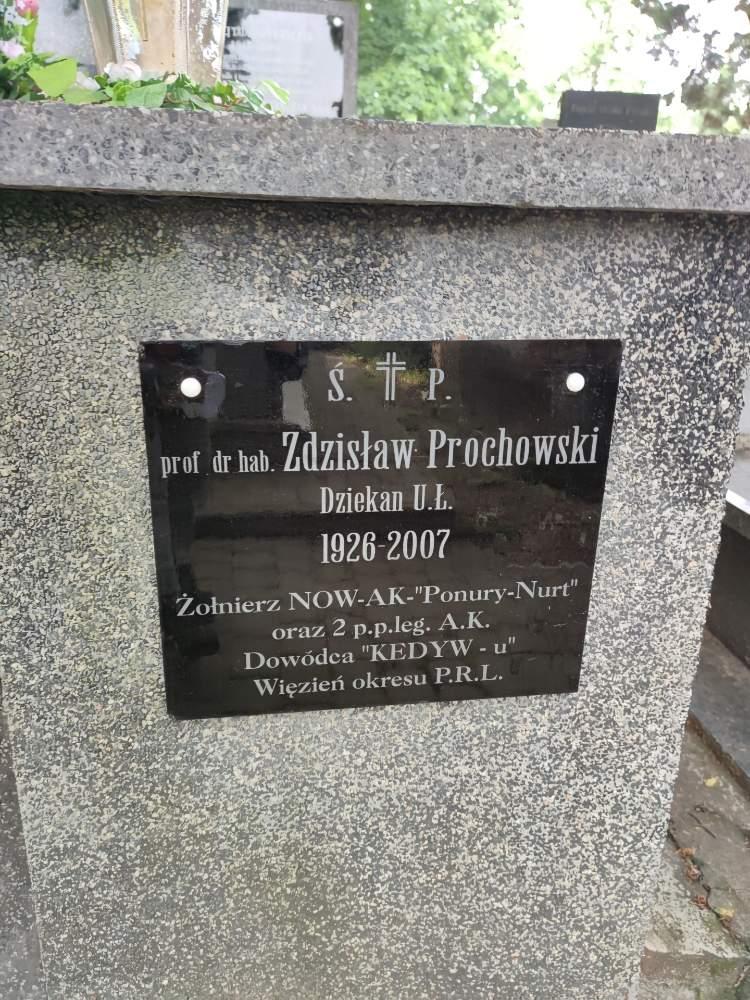 Ś. P.
prof dr hab. Zdzisław Prochowski
Dziekan U.Ł.
1926-2007
Żołnierz NOW-AK-"Ponury-Nurt"
oraz 2 p.p.leg. A.K.
Dowódca "KEDYW - u"
Więzień okresu P.R.L.